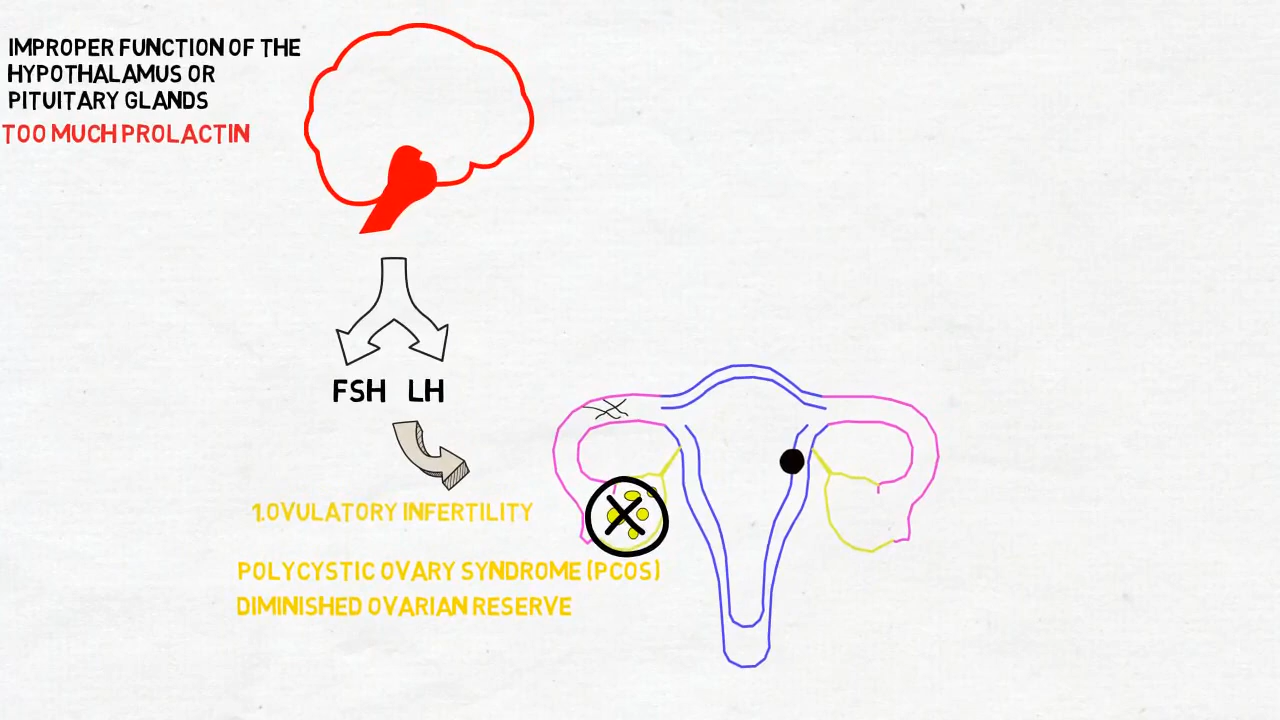 IMPROPER FUNCTION OF THE
HYPOTHALAMUS OR
PITUITARY GLANDS
TOO MUCH PROLACTIN
FSH LH
1.OVULATORY INFERTILITY
POLYCYSTIC OVARY SYNDROME (PCOS)
DIMINISHED OVARIAN RESERVE